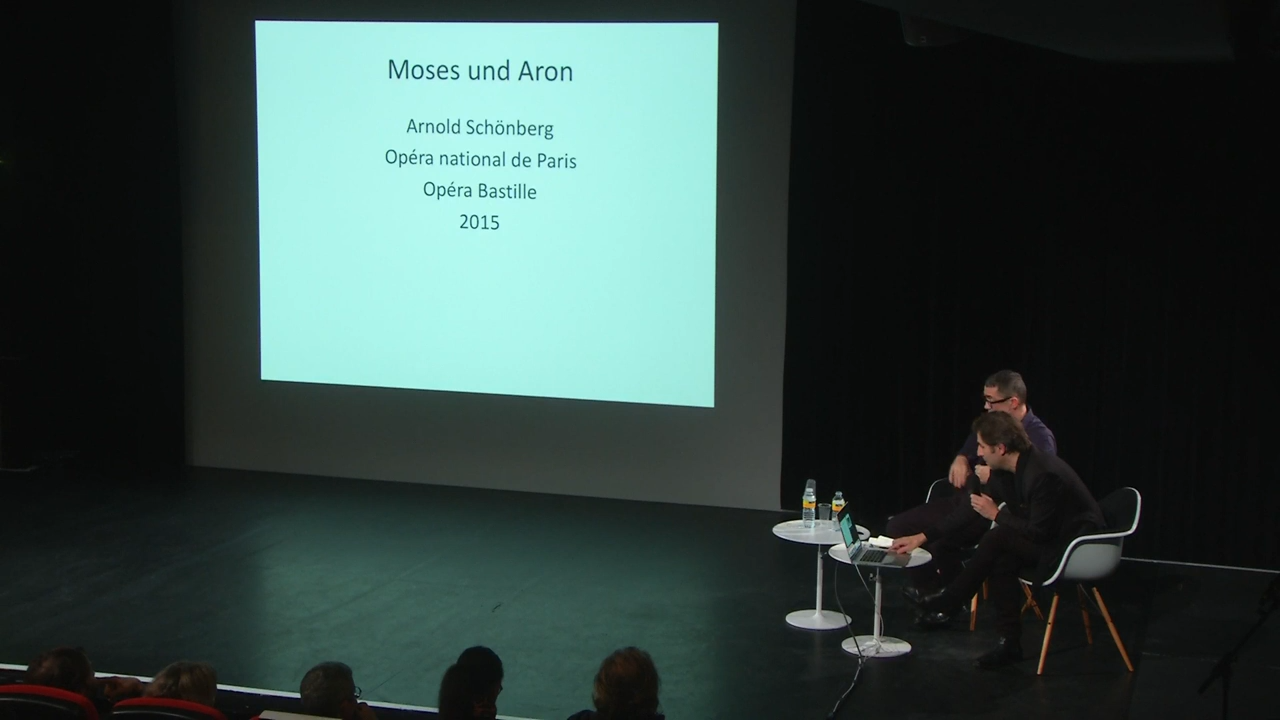 Moses und Aron
Arnold Schönberg
Opéra national de Paris
Opéra Bastille
2015